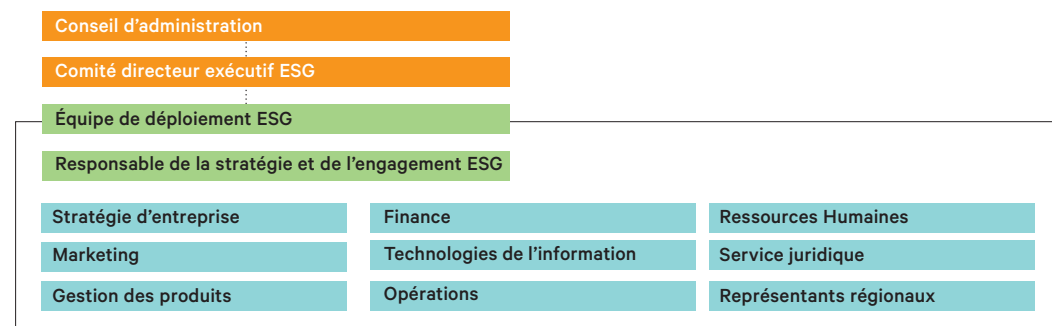 Conseil d'administration
Comité directeur exécutif ESG
Équipe de déploiement ESG
Responsable de la stratégie et de l'engagement ESG
Stratégie d'entreprise
Finance
Ressources Humaines
Marketing
Technologies de l'information
Service juridique
Gestion des produits
Opérations
Représentants régionaux